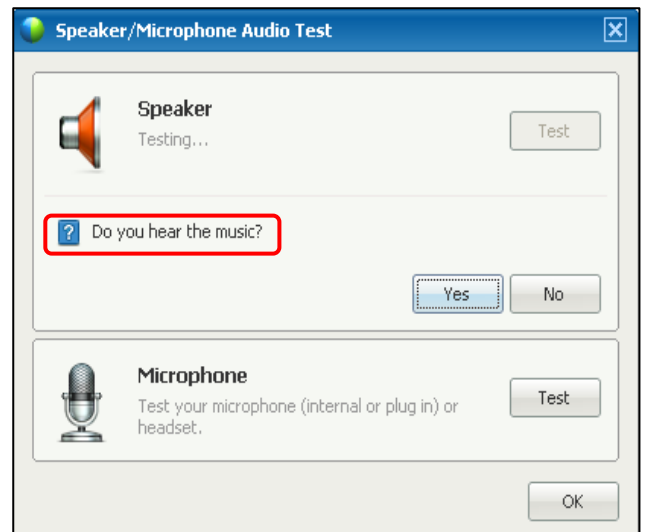 Speaker/Microphone Audio Test
Speaker
Testing...
Test
? Do you hear the music?
Yes
No
Microphone
Test your microphone (internal or plug in) or
headset.
Test
OK